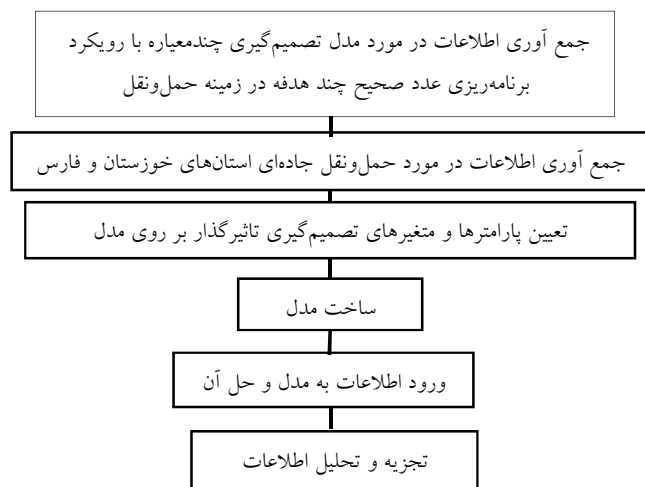 جمع آوری اطلاعات در مورد مدل تصمیم‌گیری چندمعیاره با رویکرد
برنامه‌ریزی عدد صحیح چند هدفه در زمینه حمل‌ونقل
جمع آوری اطلاعات در مورد حمل‌ونقل جاده‌ای استان‌های خوزستان و فارس
تعیین پارامترها و متغیرهای تصمیم‌گیری تاثیرگذار بر روی مدل
ساخت مدل
ورود اطلاعات به مدل و حل آن
تجزیه و تحلیل اطلاعات